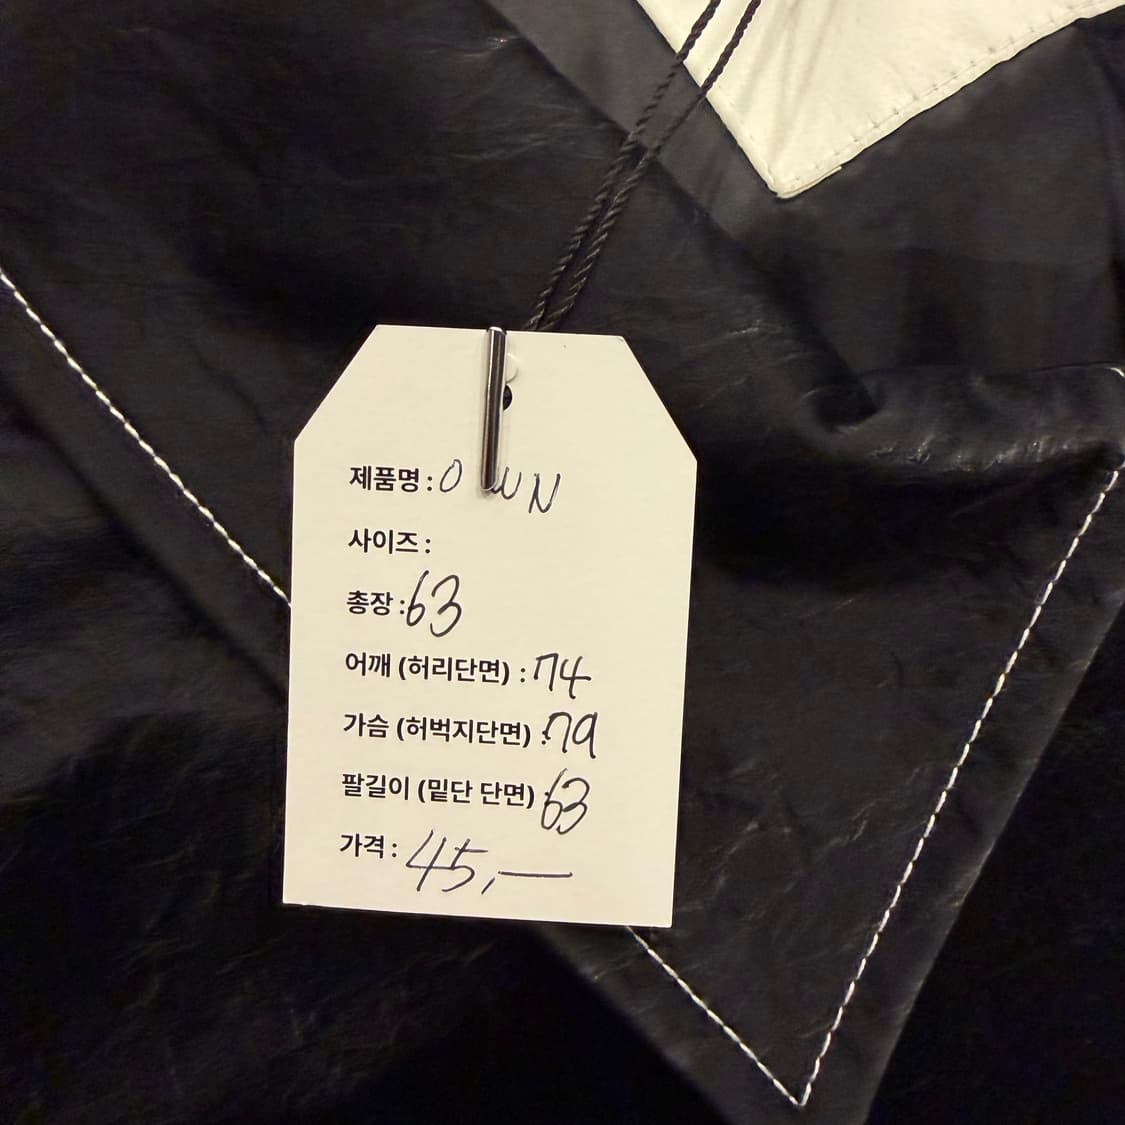 제품명 : O WN
사이즈 :
총장 : 63
어깨 (허리단면) : 74
가슴 (허벅지단면) : 79
팔길이 (밑단 단면) 63
가격 : 45,—